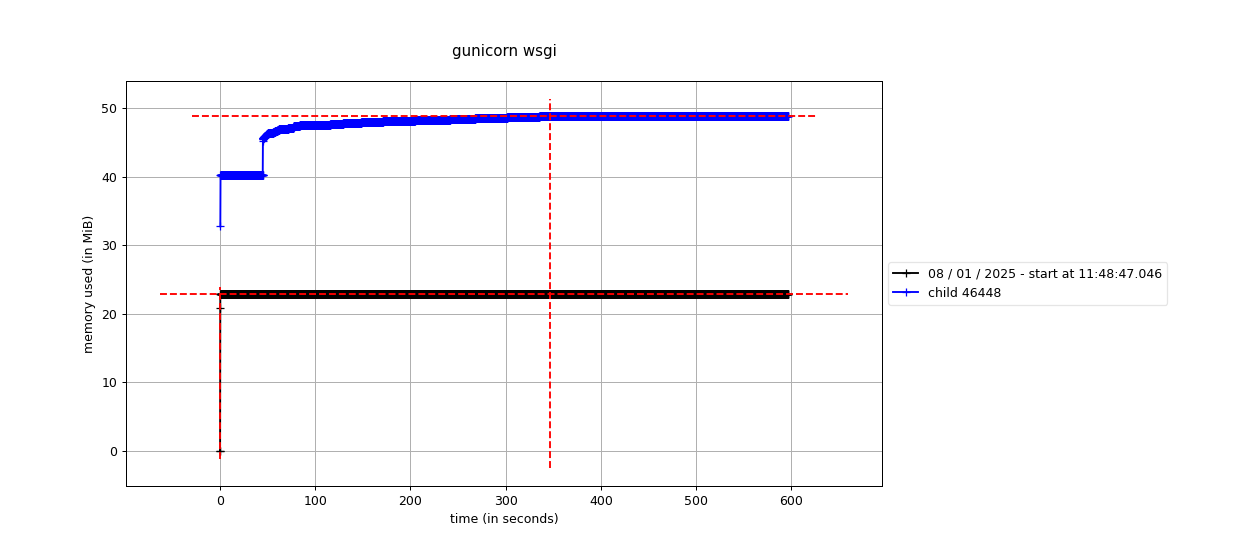 gunicorn wsgi
50
40
30
20
10
0
memory used (in MiB)
0 100 200 300 400 500 600
time (in seconds)
08 / 01 / 2025 - start at 11:48:47.046
child 46448